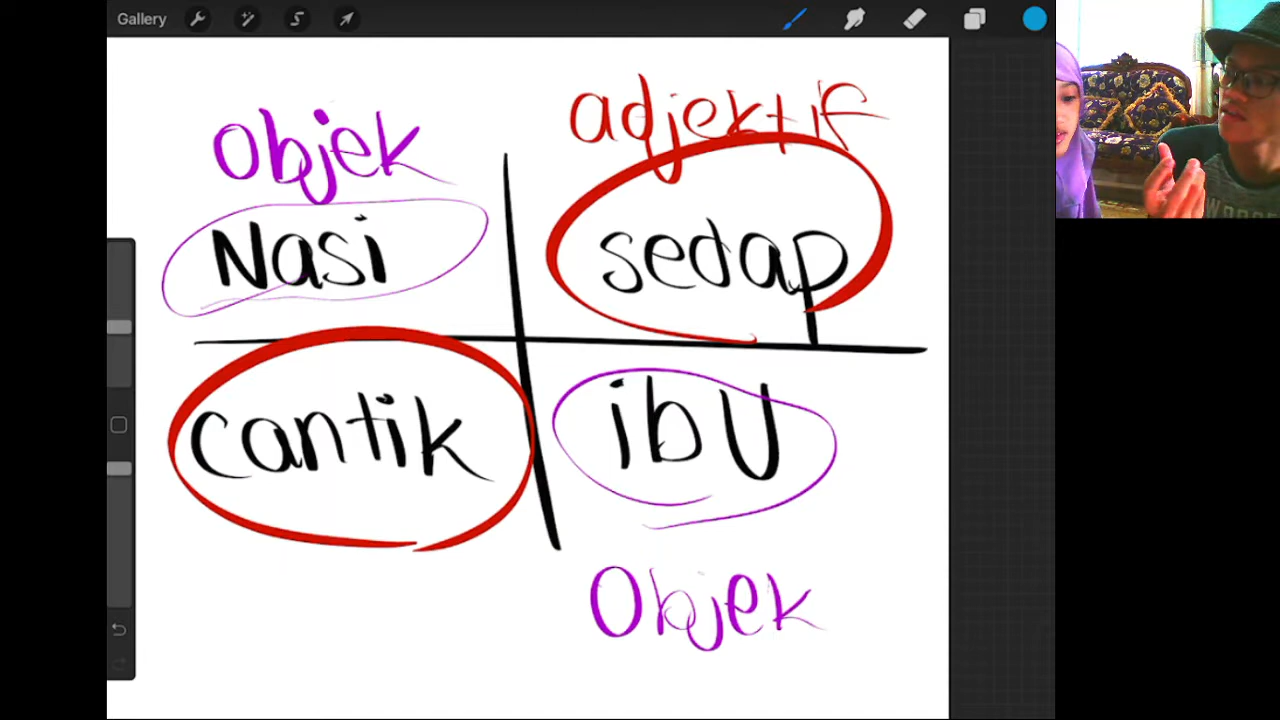 Gallery
Objek
adjektif
Nasi
sedap
cantik
ibu
Objek